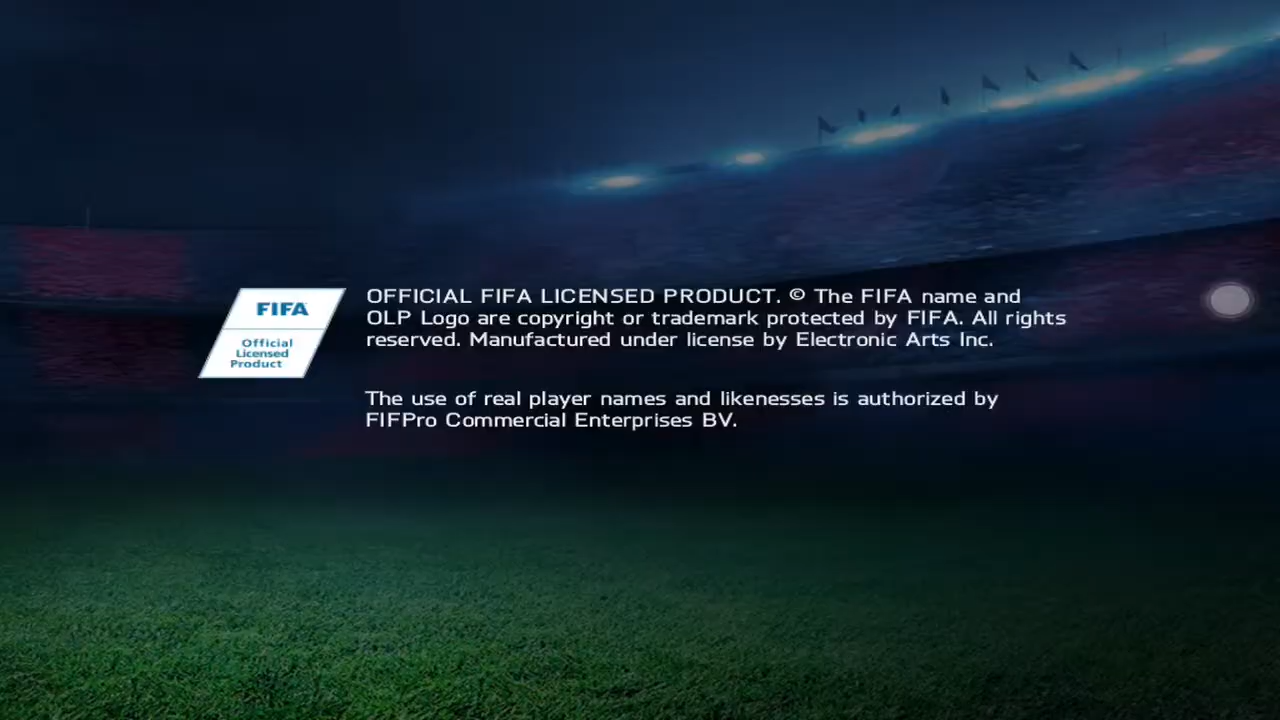 FIFA
Official
Licensed
Product
OFFICIAL FIFA LICENSED PRODUCT. © The FIFA name and
OLP Logo are copyright or trademark protected by FIFA. All rights
reserved. Manufactured under license by Electronic Arts Inc.
The use of real player names and likenesses is authorized by
FIFPro Commercial Enterprises BV.